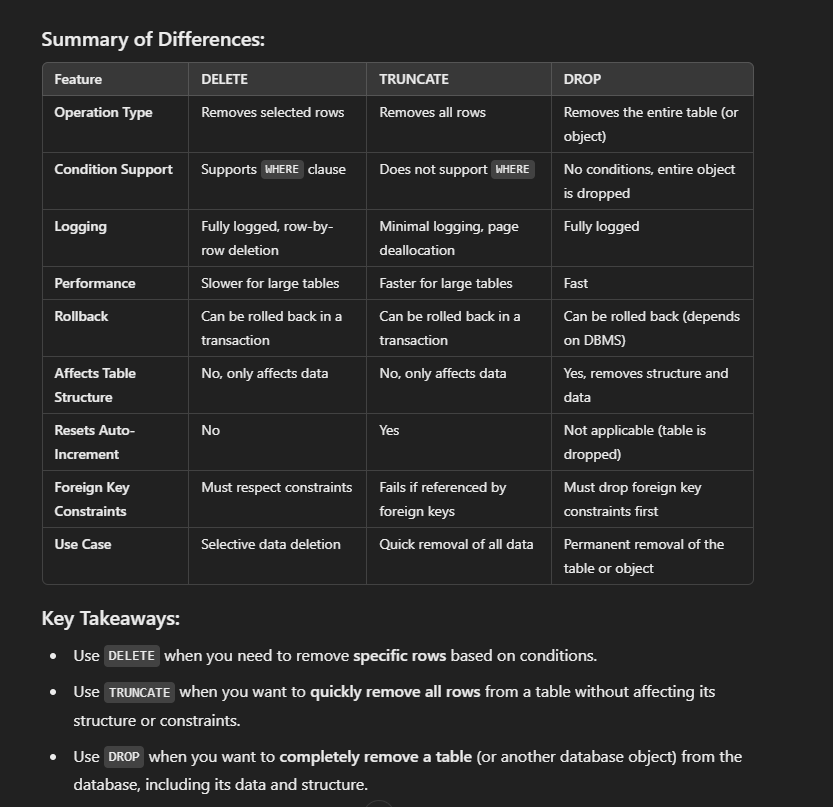 Summary of Differences:
Feature DELETE TRUNCATE DROP
Operation Type Removes selected rows Removes all rows Removes the entire table (or
object)
Condition Support Supports WHERE clause Does not support WHERE No conditions, entire object
is dropped
Logging Fully logged, row-by- Minimal logging, page Fully logged
row deletion deallocation
Performance Slower for large tables Faster for large tables Fast
Rollback Can be rolled back in a Can be rolled back in a Can be rolled back (depends
transaction transaction on DBMS)
Affects Table No, only affects data No, only affects data Yes, removes structure and
Structure data
Resets Auto- No Yes Not applicable (table is
Increment dropped)
Foreign Key Must respect constraints Fails if referenced by Must drop foreign key
Constraints foreign keys constraints first
Use Case Selective data deletion Quick removal of all data Permanent removal of the
table or object
Key Takeaways:
• Use DELETE when you need to remove specific rows based on conditions.
• Use TRUNCATE when you want to quickly remove all rows from a table without affecting its
structure or constraints.
• Use DROP when you want to completely remove a table (or another database object) from the
database, including its data and structure.